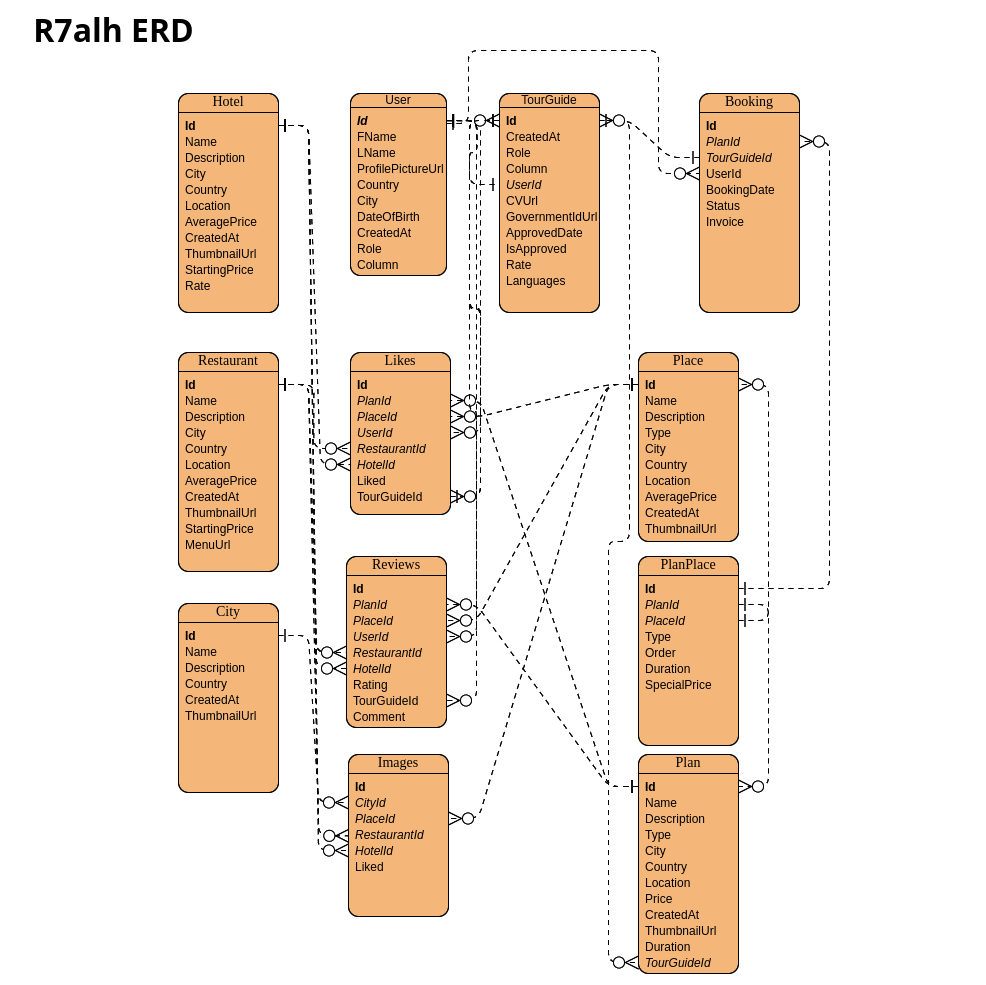 R7alh ERD
Hotel
Id
Name
Description
City
Country
Location
AveragePrice
CreatedAt
ThumbnailUrl
StartingPrice
Rate
User
Id
FName
LName
ProfilePictureUrl
Country
City
DateOfBirth
CreatedAt
Role
Column
TourGuide
Id
CreatedAt
Role
Column
UserId
CVUrl
GovernmentIdUrl
ApprovedDate
IsApproved
Rate
Languages
Booking
Id
PlanId
TourGuideId
UserId
BookingDate
Status
Invoice
Restaurant
Id
Name
Description
City
Country
Location
AveragePrice
CreatedAt
ThumbnailUrl
StartingPrice
MenuUrl
Likes
Id
PlanId
PlaceId
UserId
RestaurantId
HotelId
Liked
TourGuideId
Place
Id
Name
Description
Type
City
Country
Location
AveragePrice
CreatedAt
ThumbnailUrl
City
Id
Name
Description
Country
CreatedAt
ThumbnailUrl
Reviews
Id
PlanId
PlaceId
UserId
RestaurantId
HotelId
Rating
TourGuideId
Comment
PlanPlace
Id
PlanId
PlaceId
Type
Order
Duration
SpecialPrice
Images
Id
CityId
PlaceId
RestaurantId
HotelId
Liked
Plan
Id
Name
Description
Type
City
Country
Location
Price
CreatedAt
ThumbnailUrl
Duration
TourGuideId